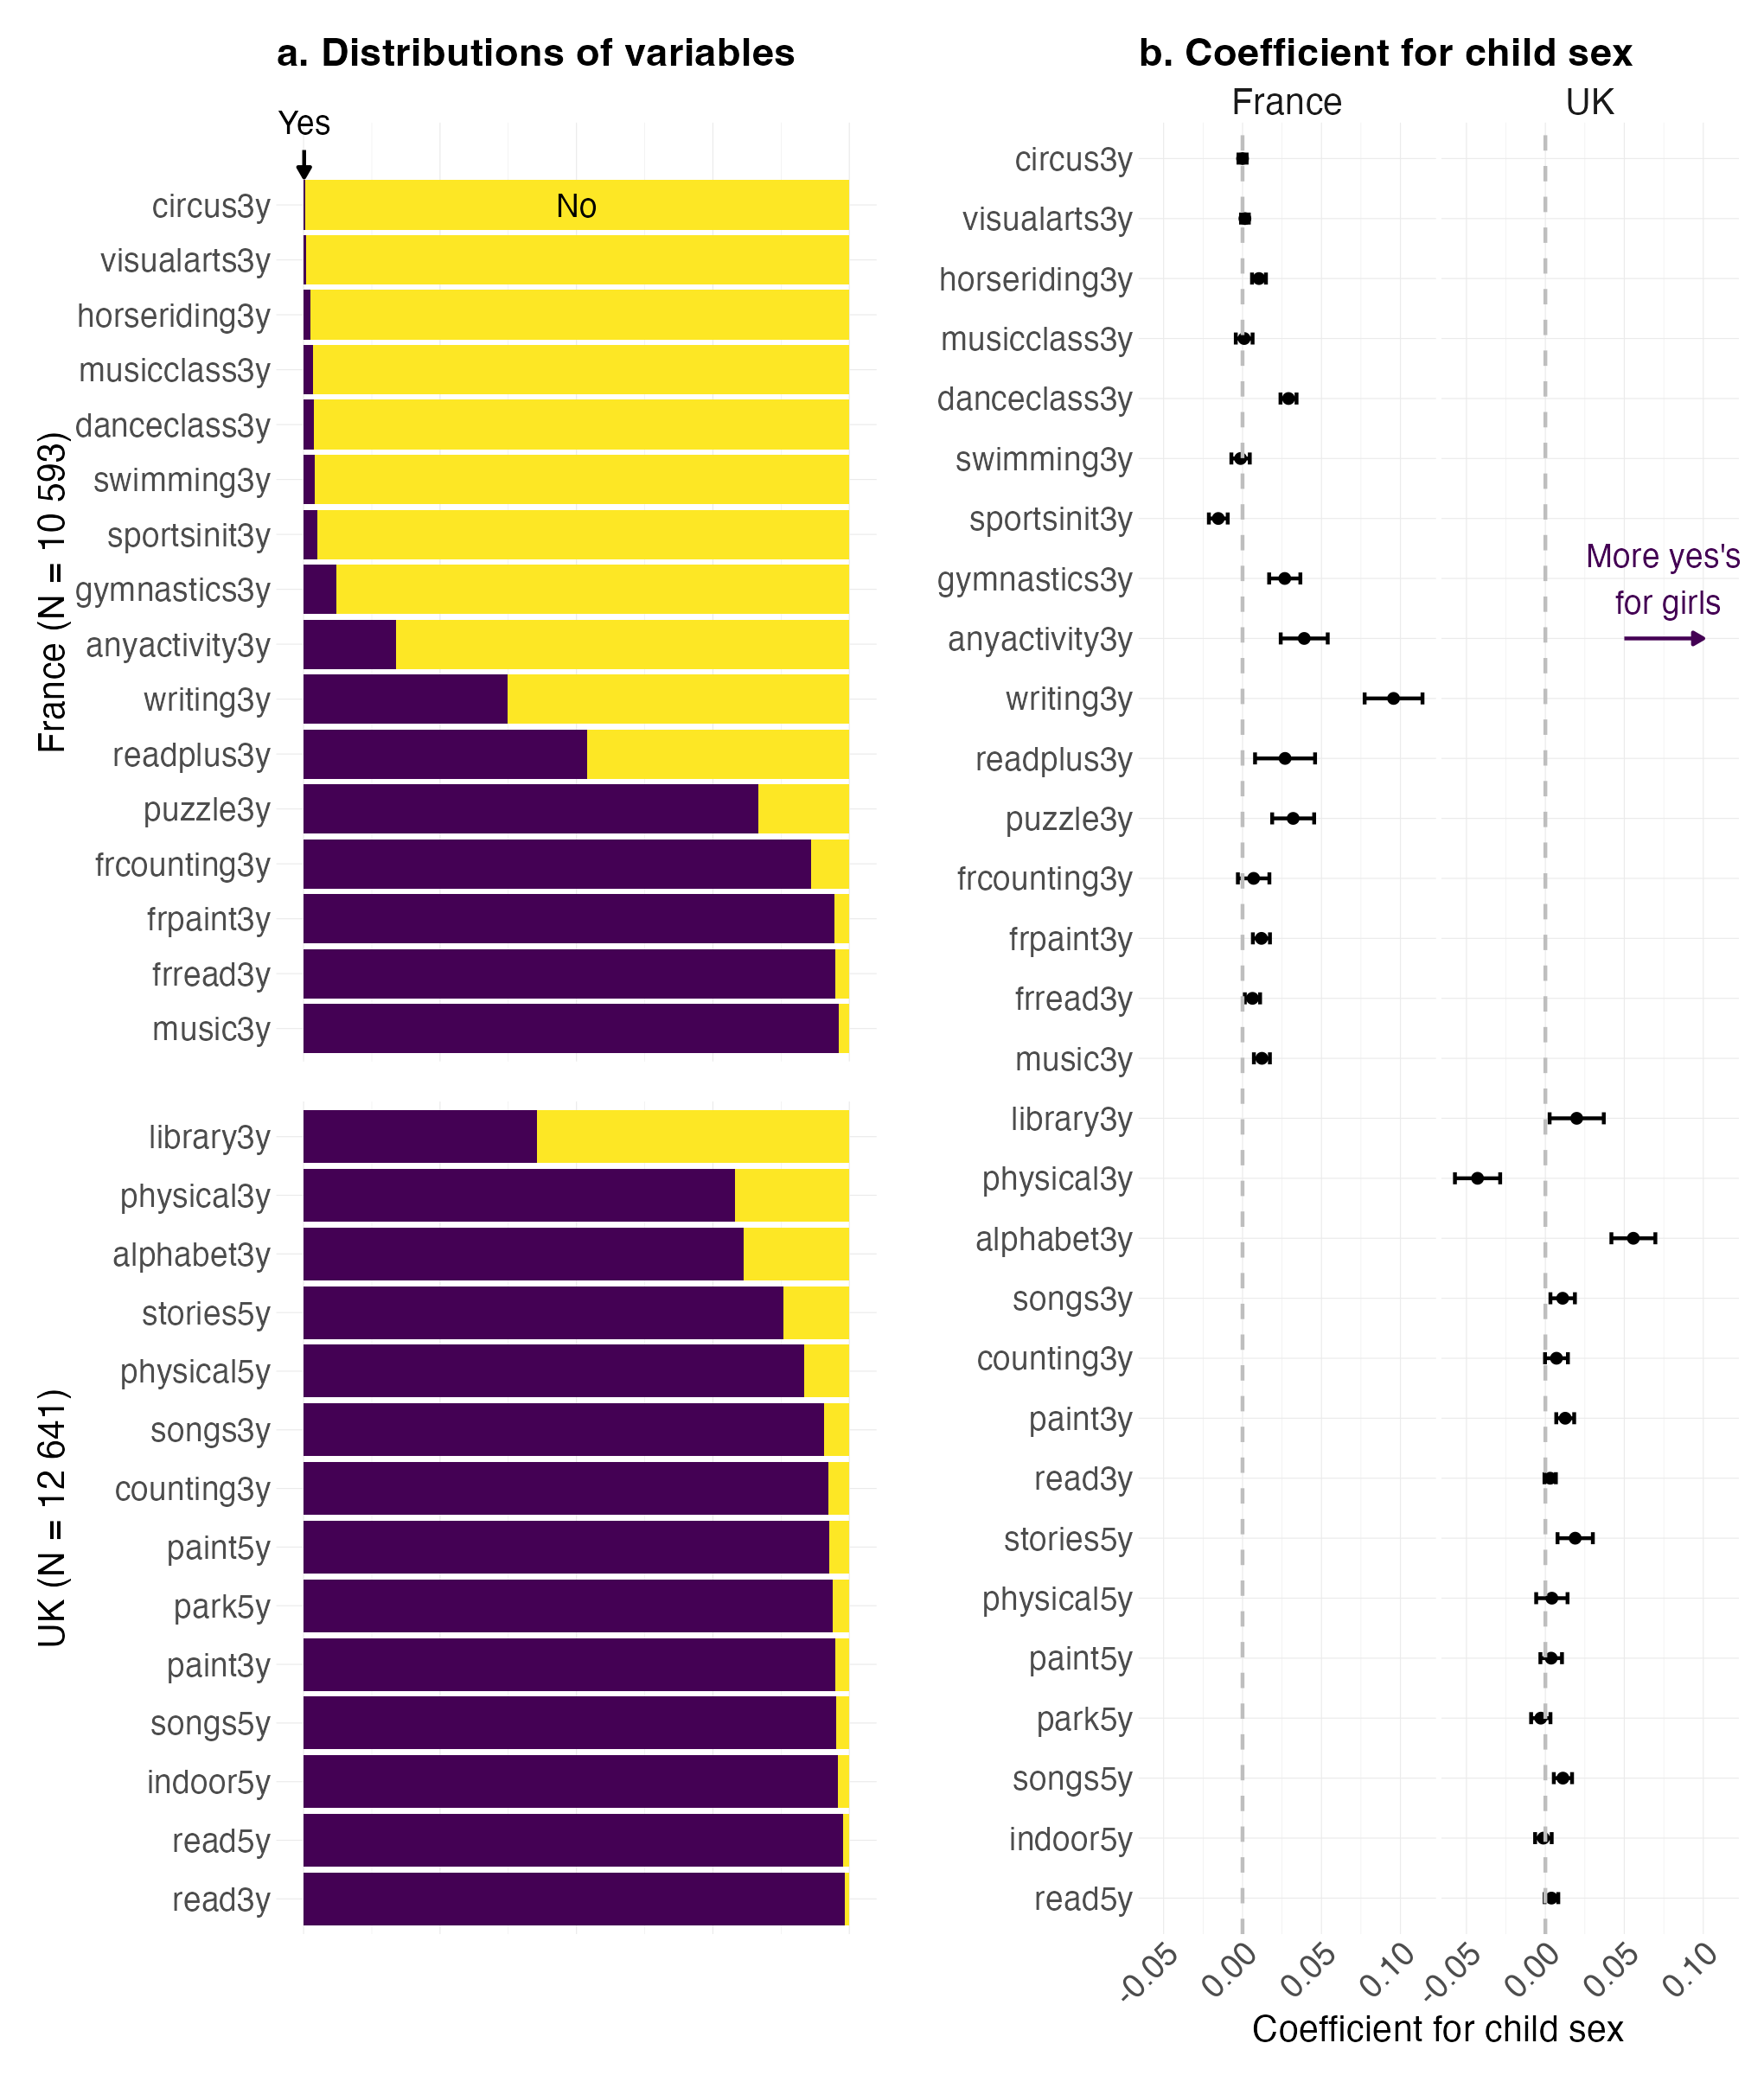 a. Distributions of variables
Yes
No
France (N = 10 593)
circus3y
visualarts3y
horseriding3y
musicclass3y
danceclass3y
swimming3y
sportsinit3y
gymnastics3y
anyactivity3y
writing3y
readplus3y
puzzle3y
frcounting3y
frpaint3y
frread3y
music3y
UK (N = 12 641)
library3y
physical3y
alphabet3y
stories5y
physical5y
songs3y
counting3y
paint5y
park5y
paint3y
songs5y
indoor5y
read5y
read3y
b. Coefficient for child sex
France
UK
circus3y
visualarts3y
horseriding3y
musicclass3y
danceclass3y
swimming3y
sportsinit3y
gymnastics3y
anyactivity3y
writing3y
readplus3y
puzzle3y
frcounting3y
frpaint3y
frread3y
music3y
library3y
physical3y
alphabet3y
songs3y
counting3y
paint3y
read3y
stories5y
physical5y
paint5y
park5y
songs5y
indoor5y
read5y
More yes's
for girls
-0.05 0.00 0.05 0.10 -0.05 0.00 0.05 0.10
Coefficient for child sex